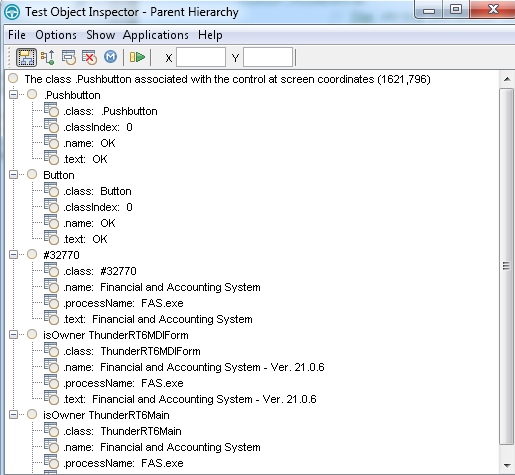 Test Object Inspector - Parent Hierarchy
File Options Show Applications Help
X Y
The class .Pushbutton associated with the control at screen coordinates (1621,796)
.Pushbutton
.class: .Pushbutton
.classIndex: 0
.name: OK
.text: OK
Button
.class: Button
.classIndex: 0
.name: OK
.text: OK
#32770
.class: #32770
.name: Financial and Accounting System
.processName: FAS.exe
.text: Financial and Accounting System
isOwner ThunderRT6MDIForm
.class: ThunderRT6MDIForm
.name: Financial and Accounting System - Ver. 21.0.6
.processName: FAS.exe
.text: Financial and Accounting System - Ver. 21.0.6
isOwner ThunderRT6Main
.class: ThunderRT6Main
.name: Financial and Accounting System
.processName: FAS.exe